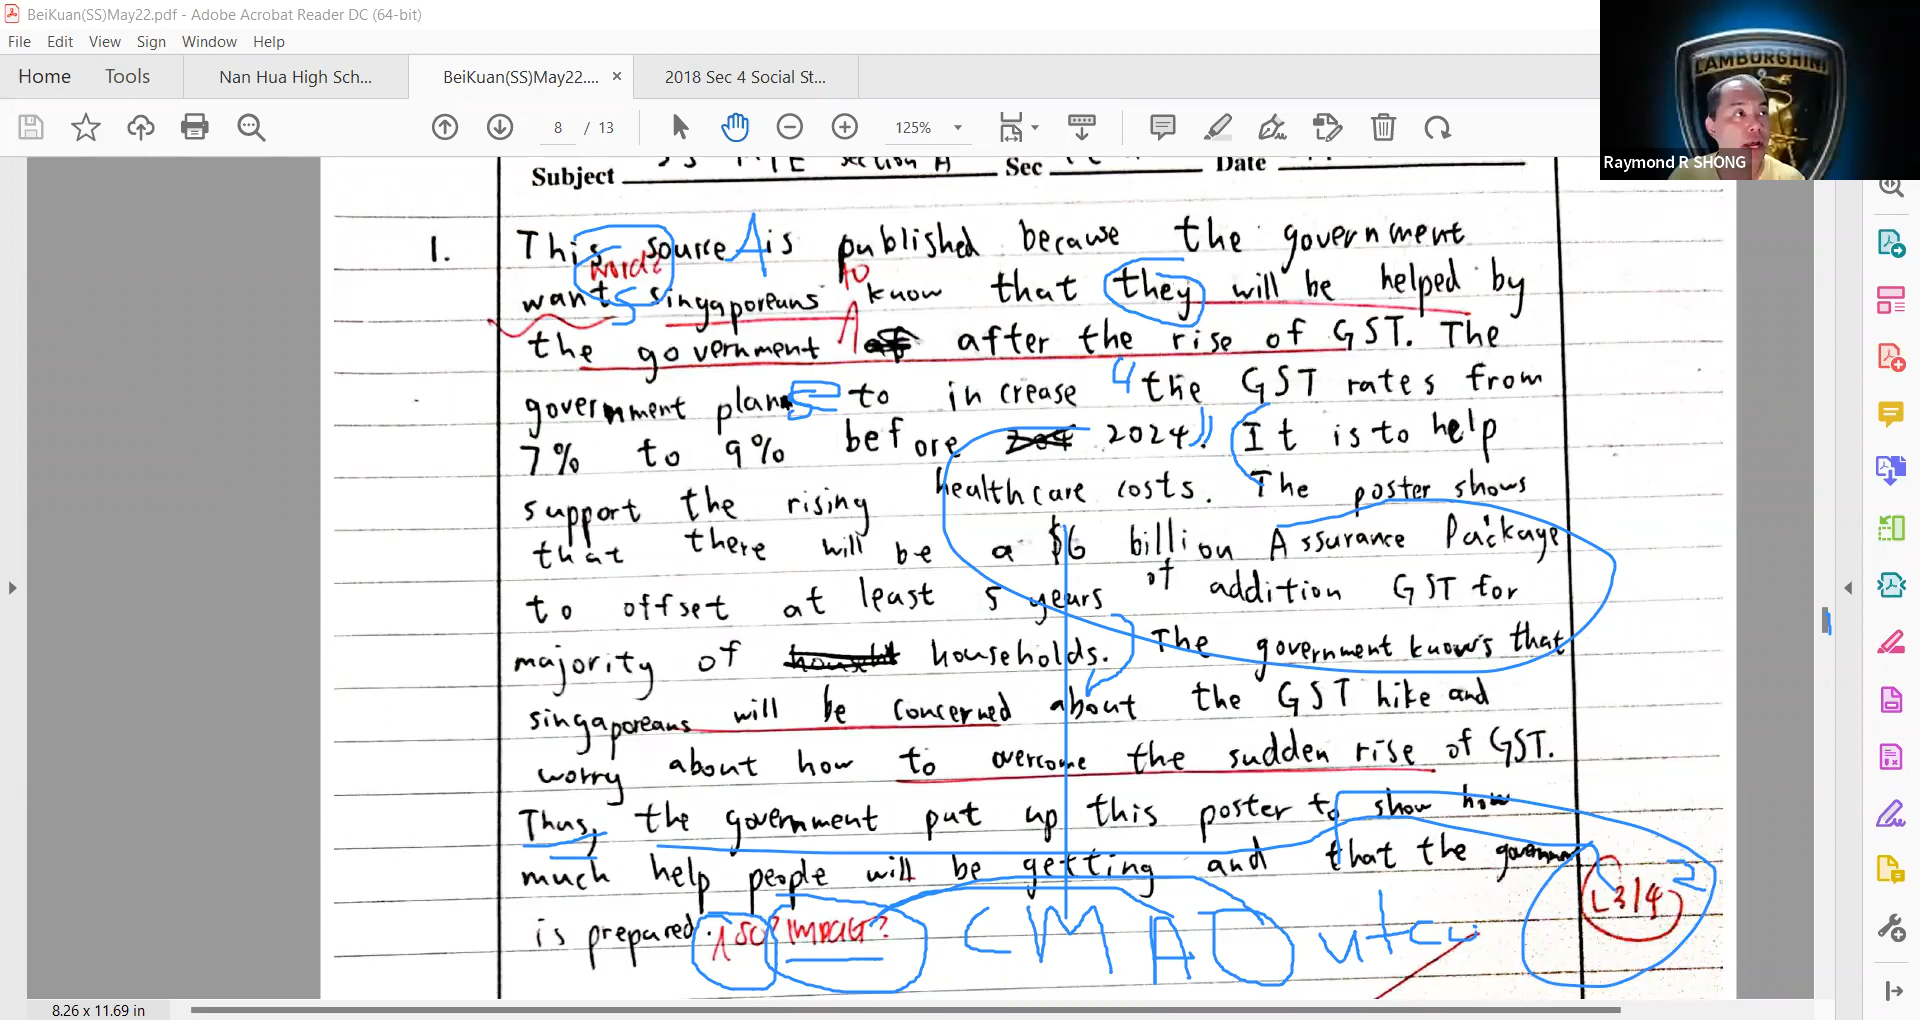 BeiKuan(SS)May22.pdf - Adobe Acrobat Reader DC (64-bit)
File Edit View Sign Window Help
Home Tools Nan Hua High Sch... BeiKuan(SS)May22.... × 2018 Sec 4 Social St...
8 / 13 125%
LAMBORGHINI
Raymond R SHONG
Subject SS Section A Sec Date
1. This source A is published because the government
word?
to
wants singaporeans know that they will be helped by
the government after the rise of GST. The
government plans to increase the GST rates from
7% to 9% before 2024. It is to help
support the rising healthcare costs. The poster shows
that there will be a $6 billion Assurance Package
to offset at least 5 years of addition GST for
majority of households. The government knows that
singaporeans will be concerned about the GST hike and
worry about how to overcome the sudden rise of GST.
Thus, the government put up this poster to show how
much help people will be getting and that the government
is prepared. SO? IMPACT? CMAO
L3/4
8.26 x 11.69 in